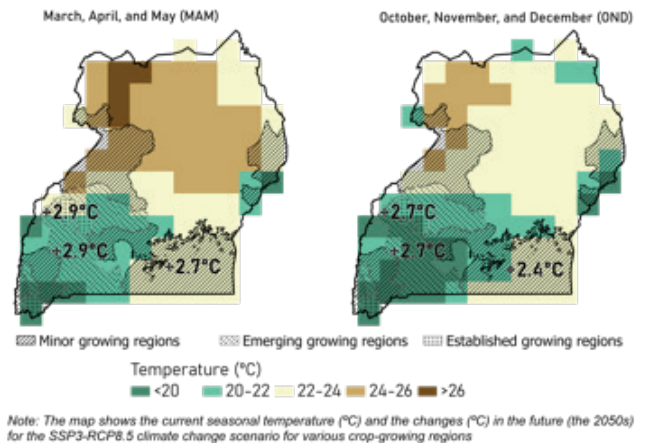 March, April, and May (MAM)
October, November, and December (OND)
+2.9°C
+2.9°C
+2.7°C
+2.7°C
+2.7°C
+2.4°C
Minor growing regions
Emerging growing regions
Established growing regions
Temperature (°C)
<20
20–22
22–24
24–26
>26
Note: The map shows the current seasonal temperature (°C) and the changes (°C) in the future (the 2050s)
for the SSP3-RCP8.5 climate change scenario for various crop-growing regions